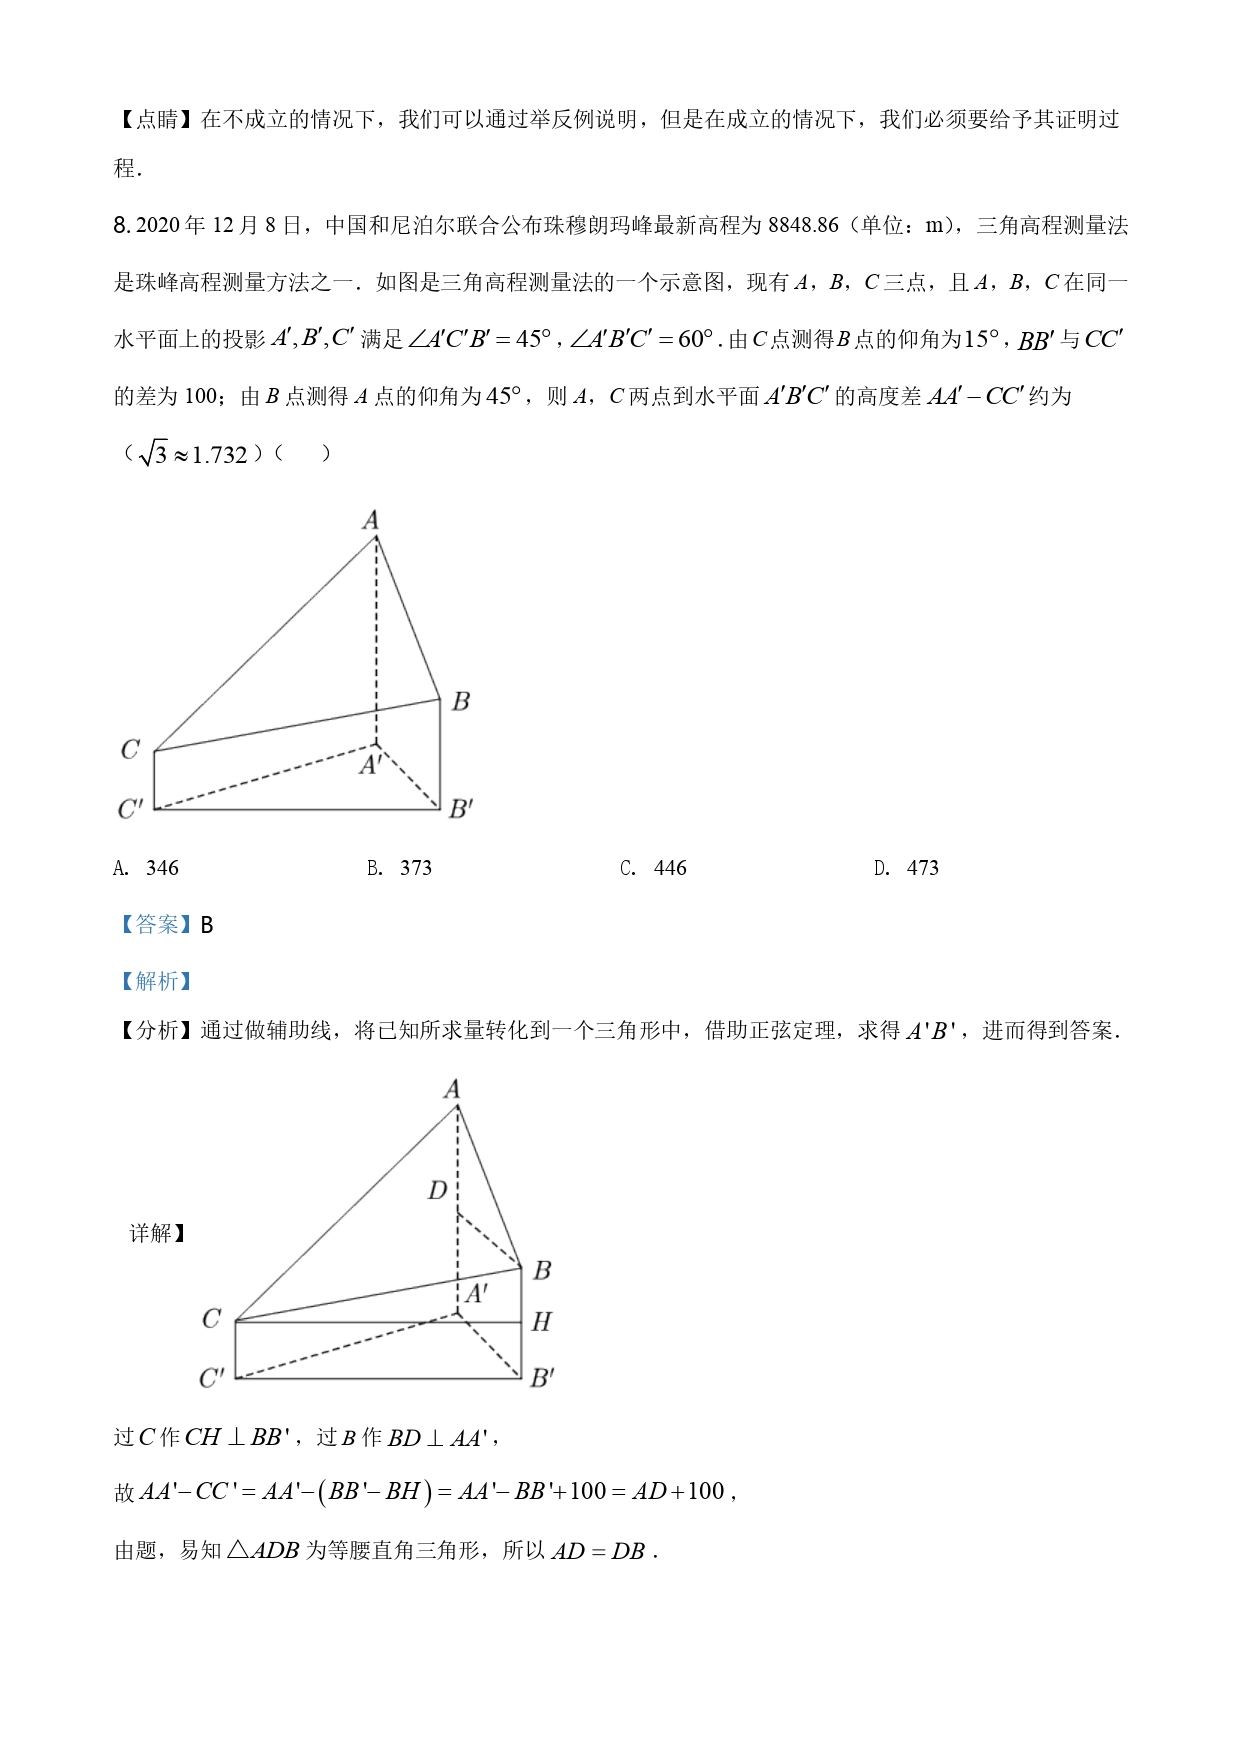 【点睛】在不成立的情况下，我们可以通过举反例说明，但是在成立的情况下，我们必须要给予其证明过
程．
8. 2020 年 12 月 8 日，中国和尼泊尔联合公布珠穆朗玛峰最新高程为 8848.86（单位：m），三角高程测量法
是珠峰高程测量方法之一．如图是三角高程测量法的一个示意图，现有 A，B，C 三点，且 A，B，C 在同一
水平面上的投影 A′, B′, C′ 满足 ∠A′C′B′ = 45°，∠A′B′C′ = 60°．由 C 点测得 B 点的仰角为 15°，BB′ 与 CC′
的差为 100；由 B 点测得 A 点的仰角为 45°，则 A，C 两点到水平面 A′B′C′ 的高度差 AA′ − CC′ 约为
（√3 ≈ 1.732）（　　）
A
B
C
A′
C′
B′
A. 346 B. 373 C. 446 D. 473
【答案】B
【解析】
【分析】通过做辅助线，将已知所求量转化到一个三角形中，借助正弦定理，求得 A'B'，进而得到答案．
A
D
详解】
B
A′
C
H
C′
B′
过 C 作 CH ⊥ BB'，过 B 作 BD ⊥ AA'，
故 AA'− CC' = AA'− (BB'− BH) = AA'− BB'+100 = AD +100，
由题，易知 △ADB 为等腰直角三角形，所以 AD = DB．